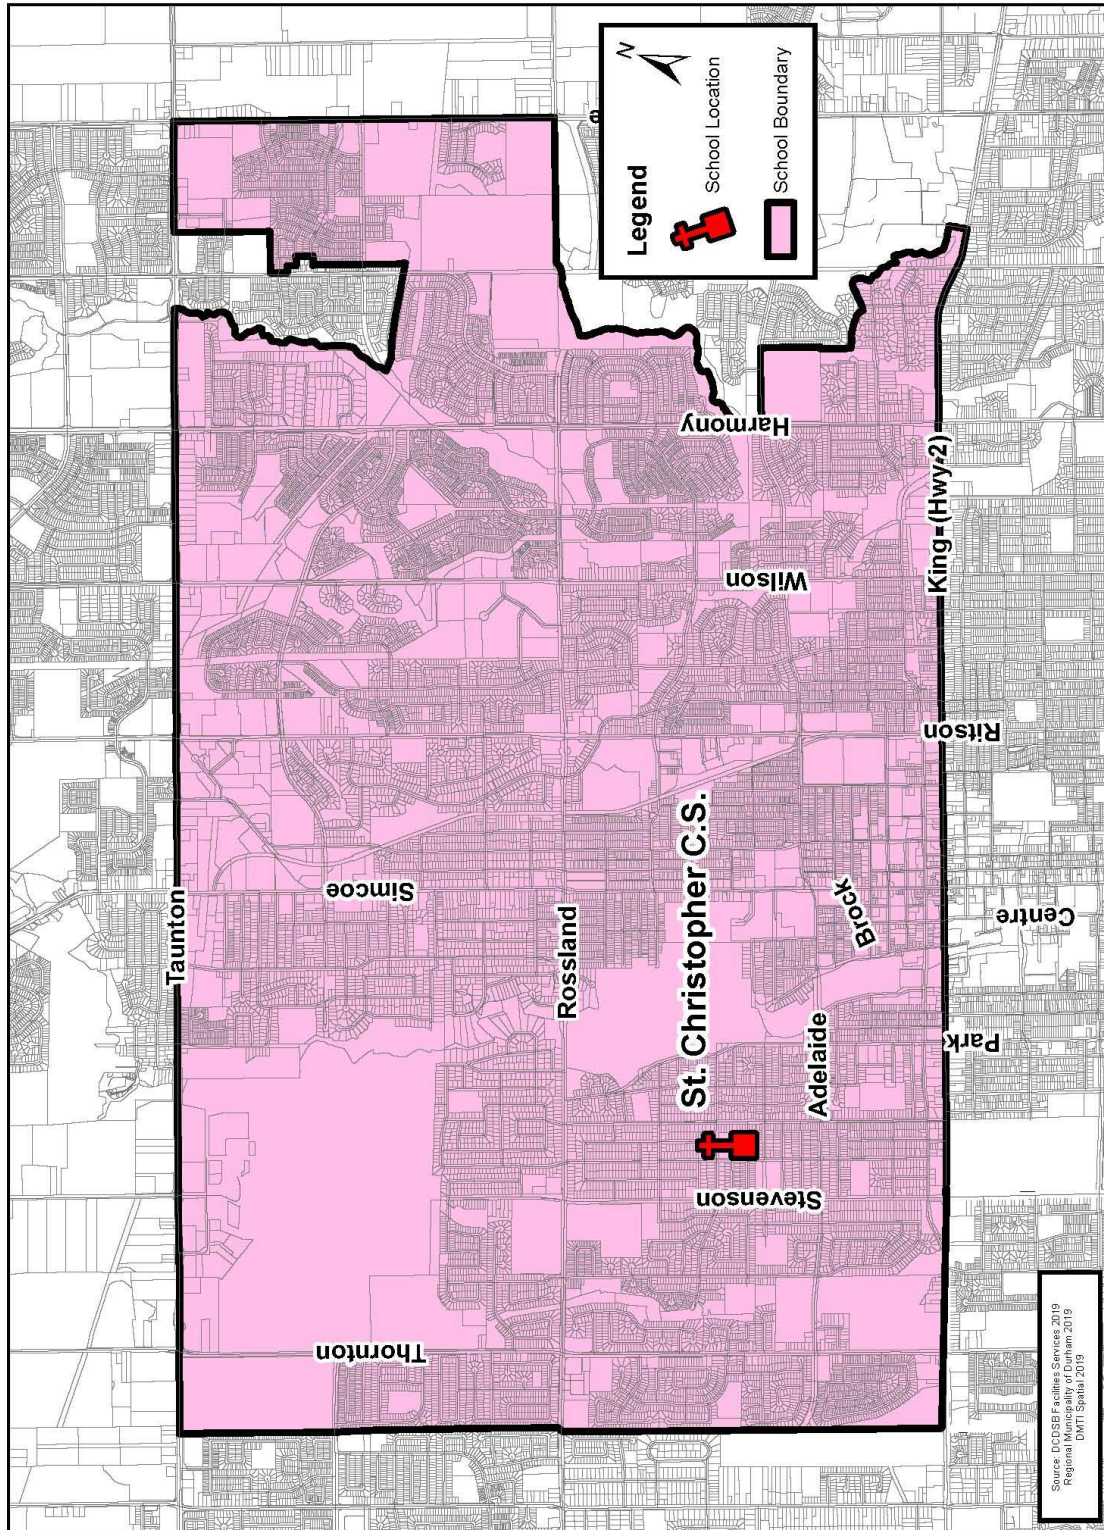 Taunton
Thornton
Simcoe
Rossland
St. Christopher C.S.
Stevenson
Harmony
Wilson
Adelaide
Brock
King (Hwy 2)
Ritson
Park
Centre
Legend
N
School Location
School Boundary
Source: DCDSB Facilities Services 2019
Regional Municipality of Durham 2019
DMTI Spatial 2019